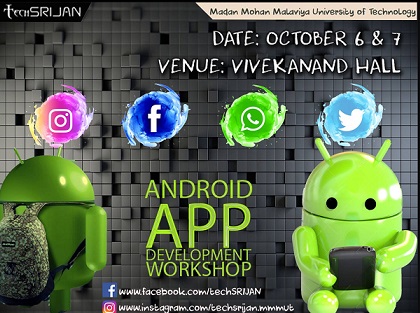 techSRIJAN
Madan Mohan Malaviya University of Technology
DATE: OCTOBER 6 & 7
VENUE: VIVEKANAND HALL
ANDROID
APP
DEVELOPMENT
WORKSHOP
www.facebook.com/techSRIJAN
www.instagram.com/techsrijan.mmmut